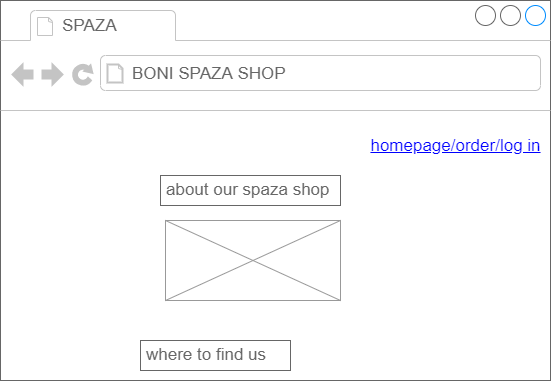 SPAZA
BONI SPAZA SHOP
homepage/order/log in
about our spaza shop
where to find us